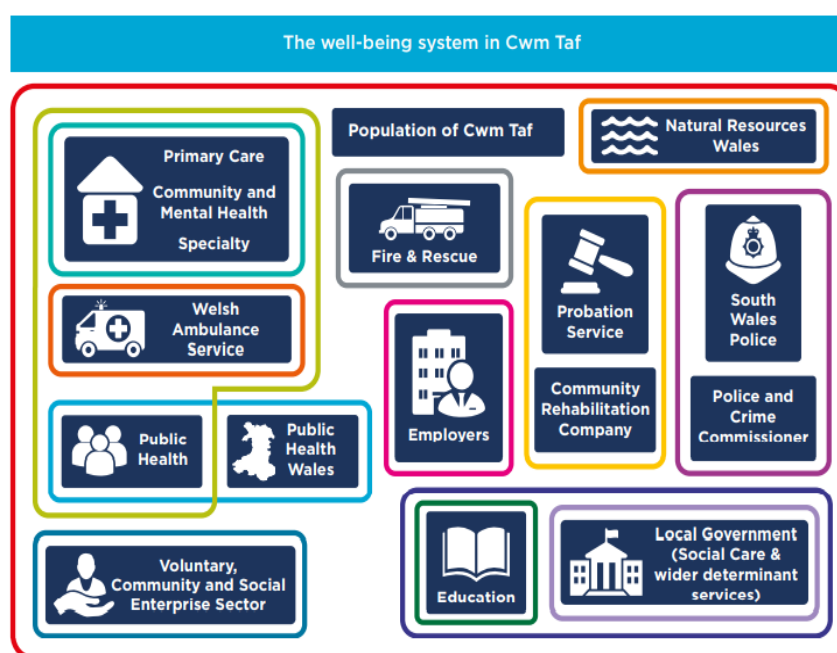 The well-being system in Cwm Taf
Population of Cwm Taf
Natural Resources
Wales
Primary Care
Community and
Mental Health
Specialty
Fire & Rescue
Welsh
Ambulance
Service
Probation
Service
South
Wales
Police
Employers
Community
Rehabilitation
Company
Police and
Crime
Commissioner
Public
Health
Public
Health
Wales
Voluntary,
Community and Social
Enterprise Sector
Education
Local Government
(Social Care &
wider determinant
services)